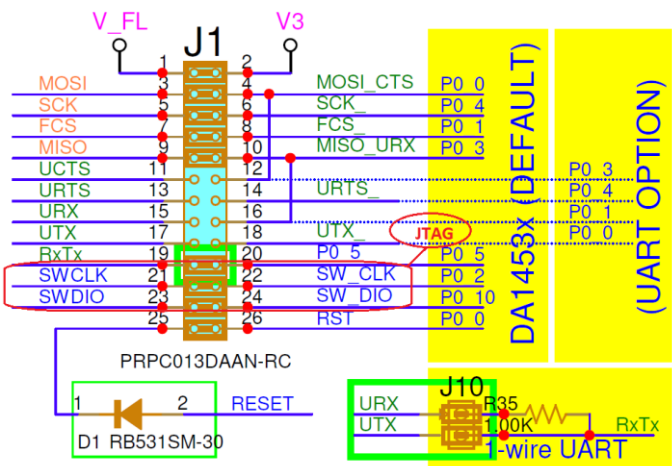 V_FL J1 V3
1 2
MOSI 3 4 MOSI_CTS P0_0
SCK 5 6 SCK_ P0_4
FCS 7 8 FCS_ P0_1
MISO 9 10 MISO_URX P0_3
UCTS 11 12 P0_3
URTS 13 14 URTS_ P0_4
URX 15 16 P0_1
UTX 17 18 UTX_ P0_0
JTAG
RxTx 19 20 P0_5 P0_5
SWCLK 21 22 SW_CLK P0_2
SWDIO 23 24 SW_DIO P0_10
25 26 RST P0_0
DA1453x (DEFAULT)
(UART OPTION)
PRPC013DAAN-RC
1 2 RESET
D1 RB531SM-30
J10
URX R35
UTX 1.00K RxTx
1-wire UART